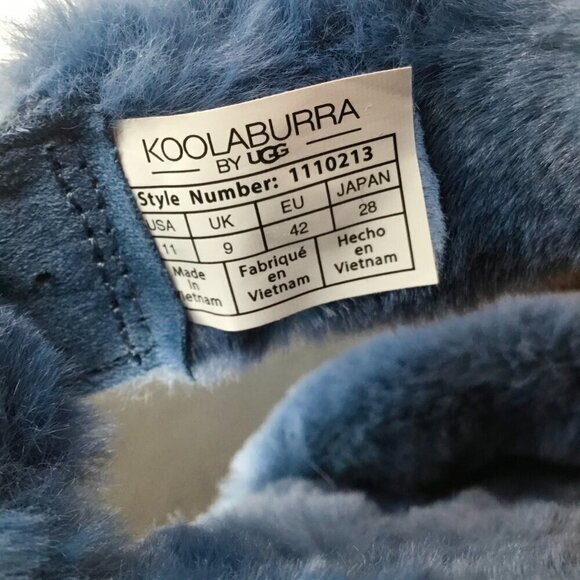 KOOLABURRA
BY UGG
Style Number: 1110213
USA UK EU JAPAN
11 9 42 28
Made Fabriqué Hecho
in en en
Vietnam Vietnam Vietnam